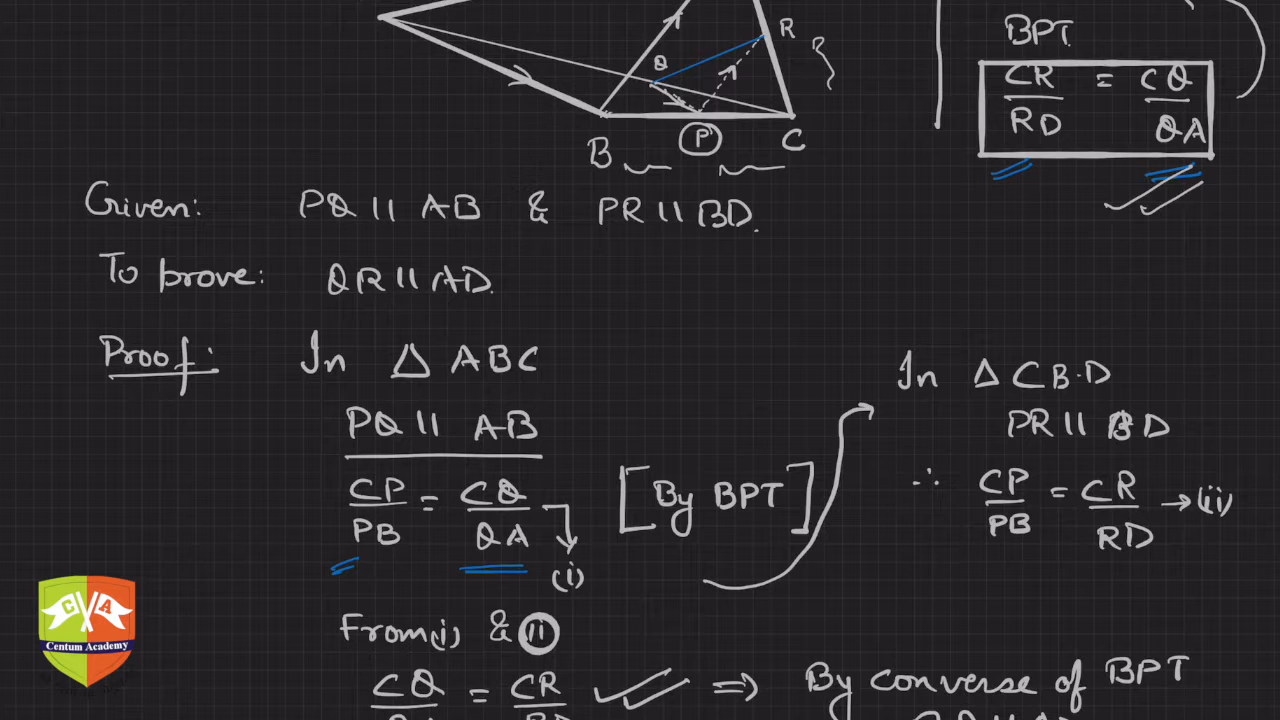 R
BPT
Q
CR = CQ
RD QA
B P C
Given: PQ || AB & PR || BD.
To prove: QR || AD.
Proof: In △ ABC
PQ || AB
CP = CQ [By BPT]
PB QA
(i)
In △ CBD
PR || BD
∴ CP = CR → (ii)
PB RD
From (i) & (ii)
CQ = CR ⇒ By converse of BPT
C A
Centum Academy